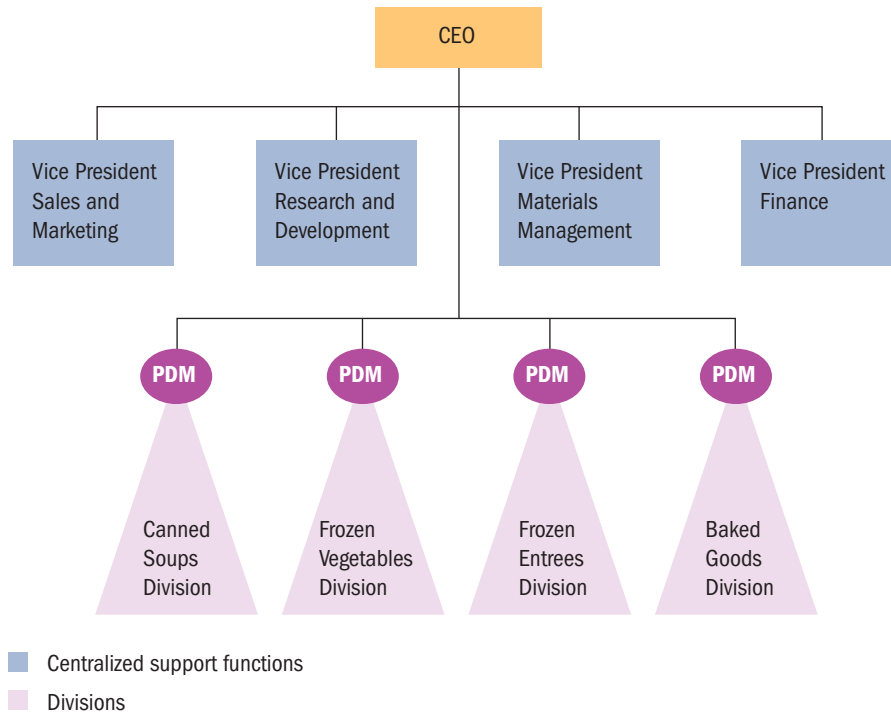 CEO
Vice President
Sales and
Marketing
Vice President
Research and
Development
Vice President
Materials
Management
Vice President
Finance
PDM
PDM
PDM
PDM
Canned
Soups
Division
Frozen
Vegetables
Division
Frozen
Entrees
Division
Baked
Goods
Division
Centralized support functions
Divisions